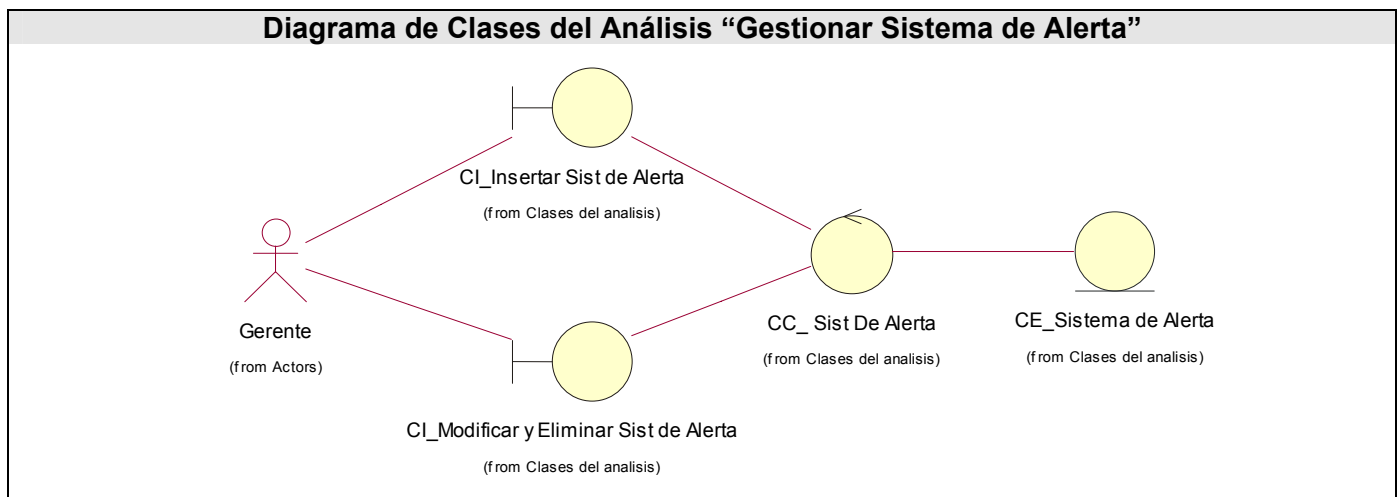 Diagrama de Clases del Análisis “Gestionar Sistema de Alerta”
CI_Insertar Sist de Alerta
(from Clases del analisis)
Gerente
(from Actors)
CC_ Sist De Alerta
(from Clases del analisis)
CE_Sistema de Alerta
(from Clases del analisis)
CI_Modificar y Eliminar Sist de Alerta
(from Clases del analisis)